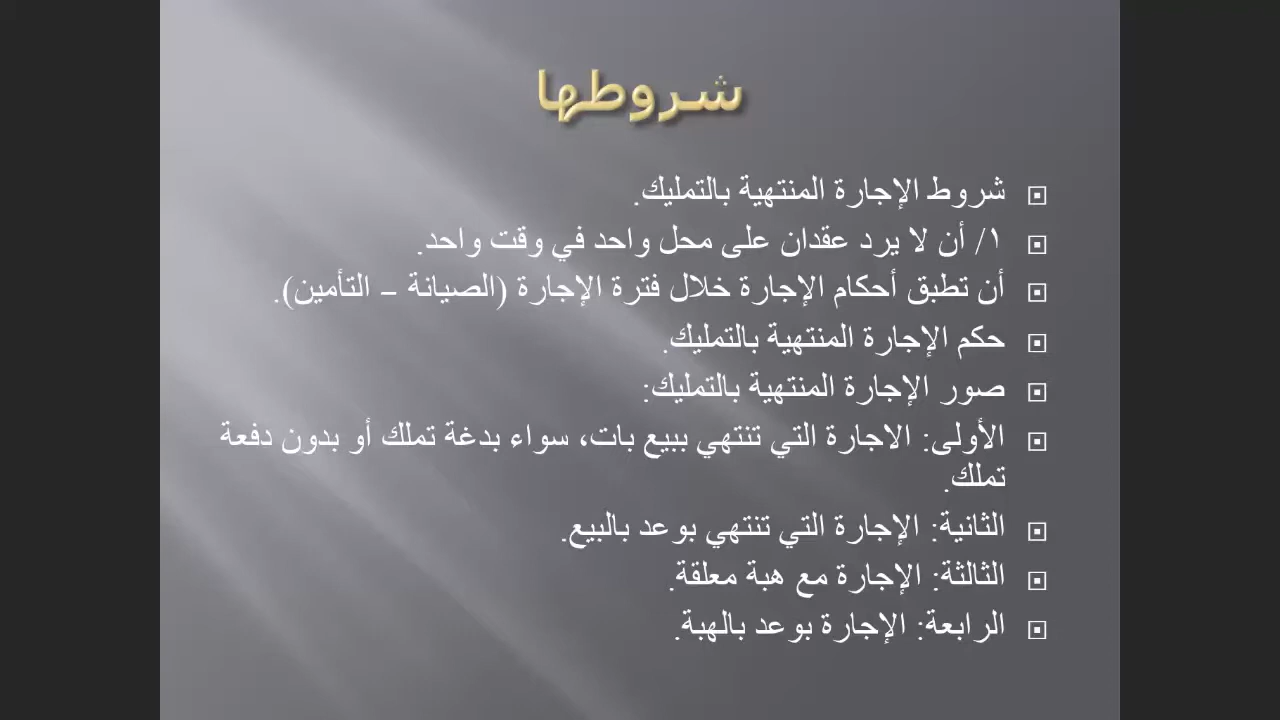 شروطها
شروط الإجارة المنتهية بالتمليك.
١/ أن لا يرد عقدان على محل واحد في وقت واحد.
أن تطبق أحكام الإجارة خلال فترة الإجارة (الصيانة – التأمين).
حكم الإجارة المنتهية بالتمليك.
صور الإجارة المنتهية بالتمليك:
الأولى: الاجارة التي تنتهي ببيع بات، سواء بدغة تملك أو بدون دفعة
تملك.
الثانية: الإجارة التي تنتهي بوعد بالبيع.
الثالثة: الإجارة مع هبة معلقة.
الرابعة: الإجارة بوعد بالهبة.